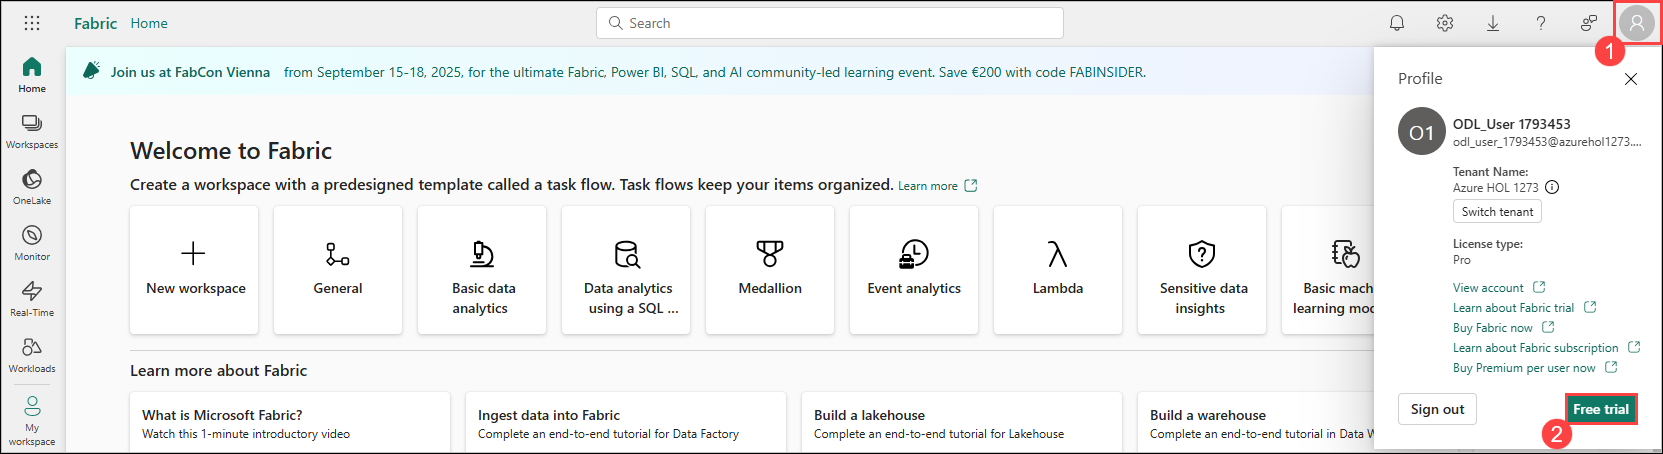 Fabric Home
Search
1
Home
Workspaces
OneLake
Monitor
Real-Time
Workloads
My
workspace
Join us at FabCon Vienna from September 15-18, 2025, for the ultimate Fabric, Power BI, SQL, and AI community-led learning event. Save €200 with code FABINSIDER.
Welcome to Fabric
Create a workspace with a predesigned template called a task flow. Task flows keep your items organized. Learn more
New workspace
General
Basic data
analytics
Data analytics
using a SQL ...
Medallion
Event analytics
Lambda
Sensitive data
insights
Basic mach
learning mo
Learn more about Fabric
What is Microsoft Fabric?
Watch this 1-minute introductory video
Ingest data into Fabric
Complete an end-to-end tutorial for Data Factory
Build a lakehouse
Complete an end-to-end tutorial for Lakehouse
Build a warehouse
Complete an end-to-end tutorial in Data W
Profile
O1
ODL_User 1793453
odl_user_1793453@azurehol1273....
Tenant Name:
Azure HOL 1273
Switch tenant
License type:
Pro
View account
Learn about Fabric trial
Buy Fabric now
Learn about Fabric subscription
Buy Premium per user now
Sign out
Free trial
2